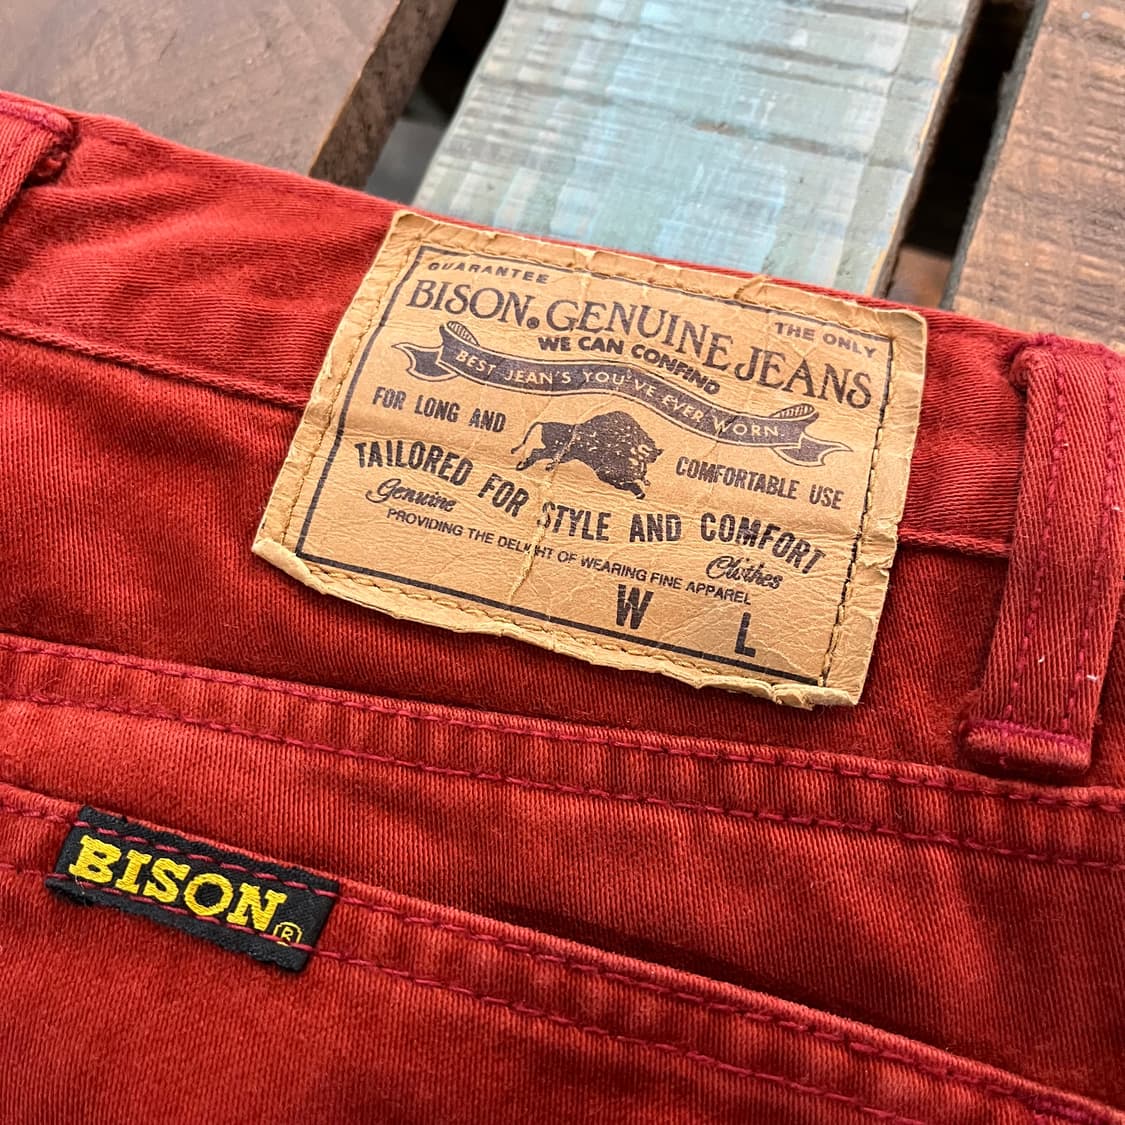 GUARANTEE
THE ONLY
BISON. GENUINE JEANS
WE CAN CONFIND
BEST JEAN'S YOU'VE EVER WORN.
FOR LONG AND
COMFORTABLE USE
TAILORED FOR STYLE AND COMFORT
Genuine
Clothes
PROVIDING THE DELIGHT OF WEARING FINE APPAREL
W
L
BISON®